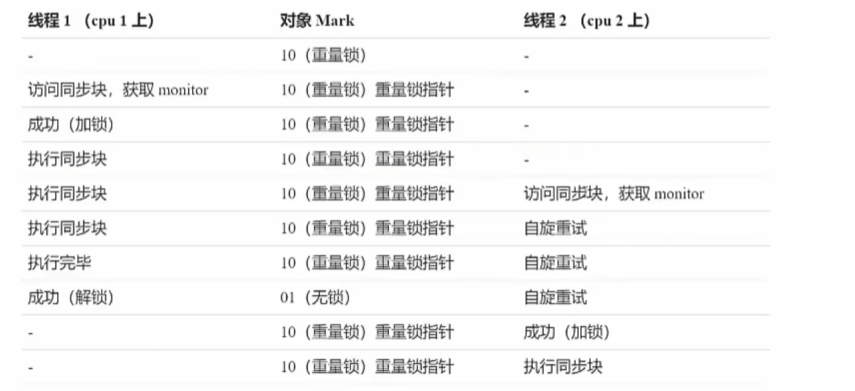 线程 1 （cpu 1 上） 对象 Mark 线程 2 （cpu 2 上）
- 10（重量锁） -
访问同步块，获取 monitor 10（重量锁）重量锁指针 -
成功（加锁） 10（重量锁）重量锁指针 -
执行同步块 10（重量锁）重量锁指针 -
执行同步块 10（重量锁）重量锁指针 访问同步块，获取 monitor
执行同步块 10（重量锁）重量锁指针 自旋重试
执行完毕 10（重量锁）重量锁指针 自旋重试
成功（解锁） 01（无锁） 自旋重试
- 10（重量锁）重量锁指针 成功（加锁）
- 10（重量锁）重量锁指针 执行同步块